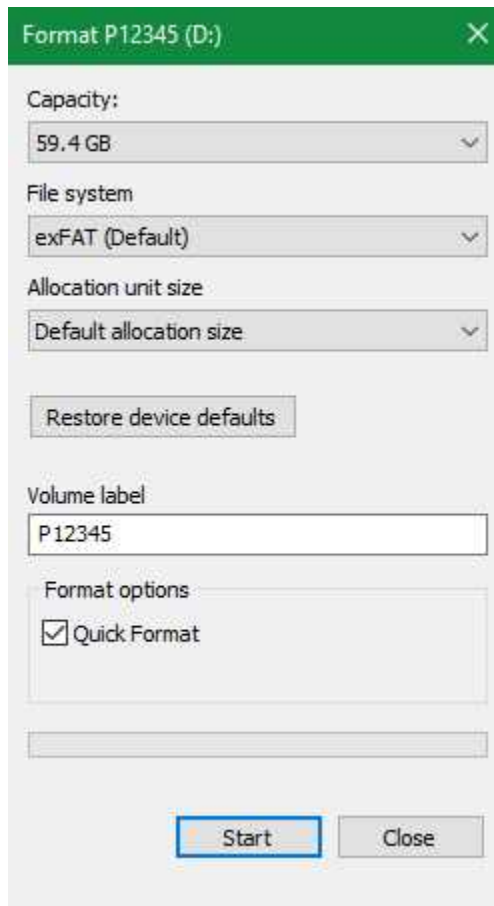 Format P12345 (D:)
Capacity:
59.4 GB
File system
exFAT (Default)
Allocation unit size
Default allocation size
Restore device defaults
Volume label
P12345
Format options
Quick Format
Start
Close